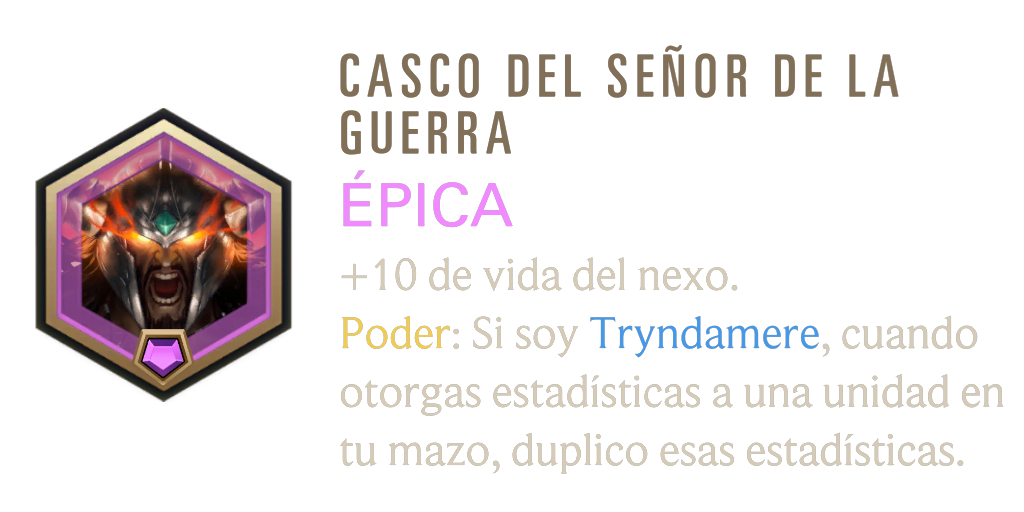 CASCO DEL SEÑOR DE LA
GUERRA
ÉPICA
+10 de vida del nexo.
Poder: Si soy Tryndamere, cuando
otorgas estadísticas a una unidad en
tu mazo, duplico esas estadísticas.